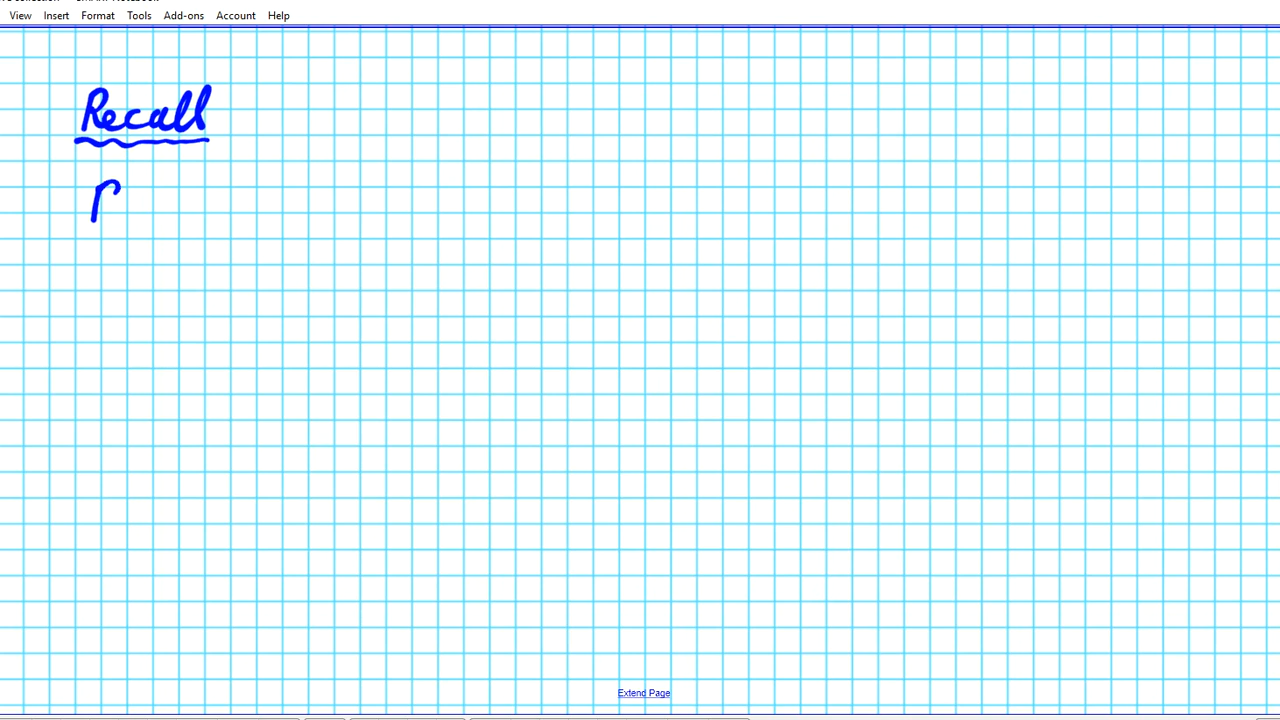 View Insert Format Tools Add-ons Account Help
Recall
Extend Page